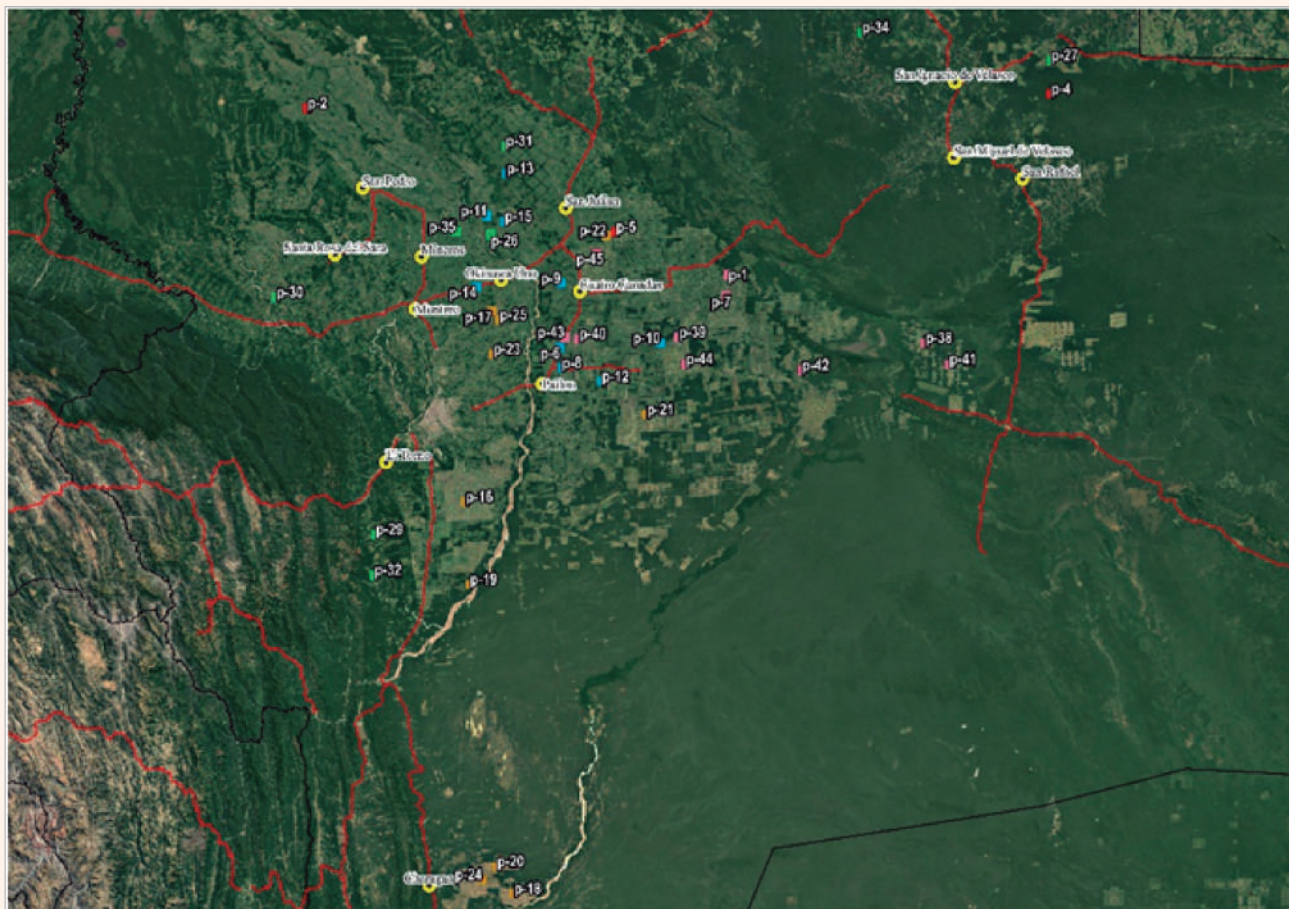 p-34
p-27
San Ignacio de Velasco
p-4
p-2
p-31
San Miguel de Velasco
p-13
San Rafael
San Pedro
San Julian
p-11
p-15
p-35
p-22
p-5
p-26
Santa Rosa del Sara
Mineros
p-45
p-1
Okinawa Uno
p-9
Cuatro Cañadas
p-14
p-30
p-7
Montero
p-17
p-25
p-43
p-40
p-10
p-39
p-38
p-23
p-6
p-8
p-44
p-41
p-42
Pailon
p-12
p-21
p-16
p-29
p-32
p-19
p-20
p-24
p-18